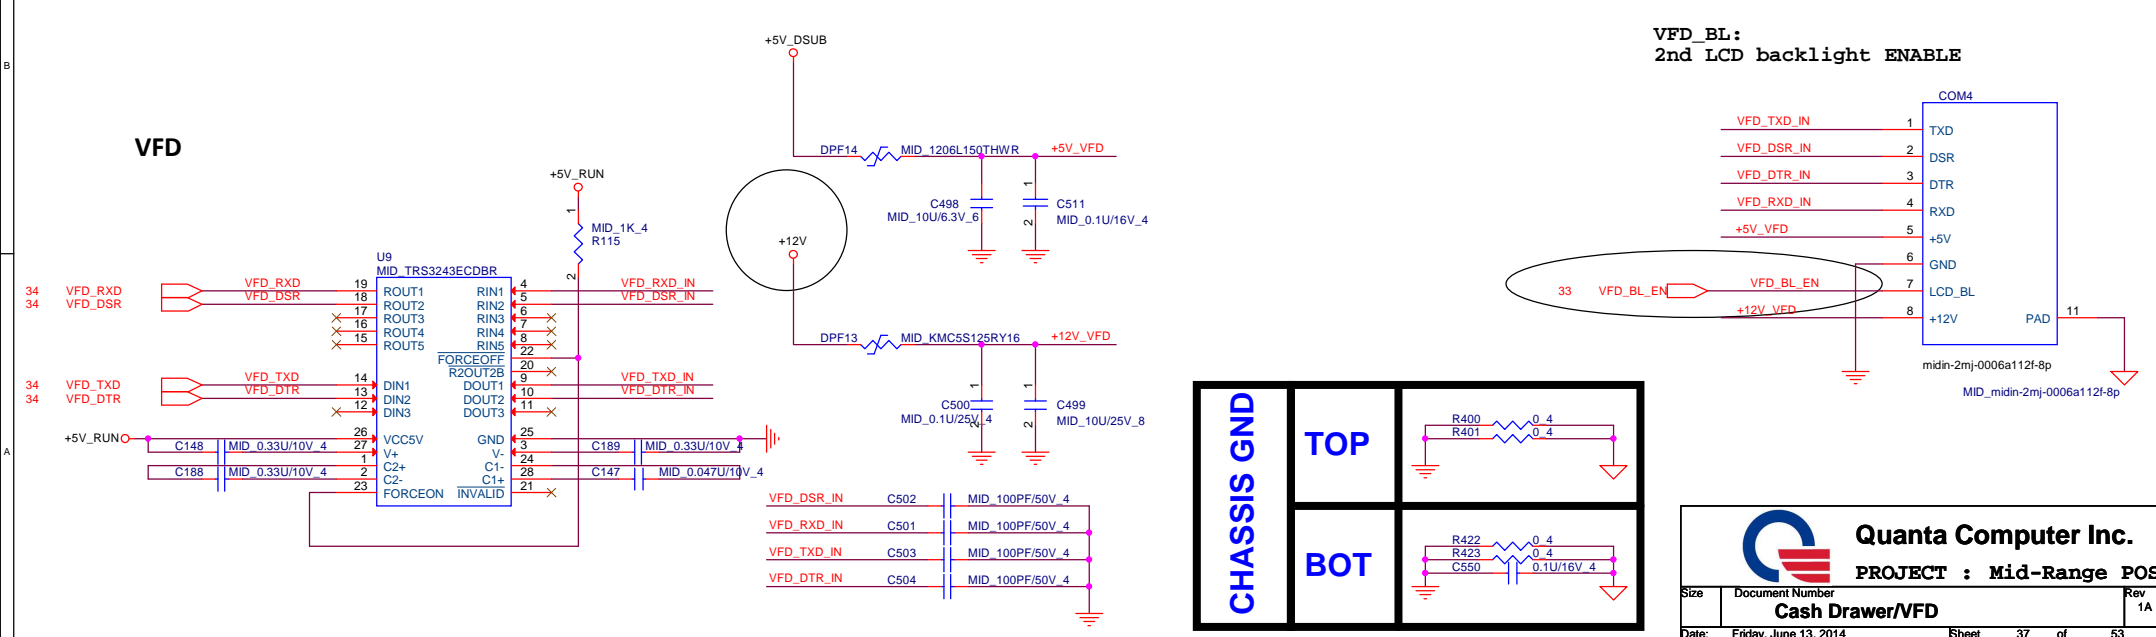 VFD_BL:
2nd LCD backlight ENABLE
B
A
VFD
+5V_DSUB
DPF14
MID_1206L150THWR
+5V_VFD
C498
MID_10U/6.3V_6
1
2
C511
MID_0.1U/16V_4
+12V
DPF13
MID_KMC5S125RY16
+12V_VFD
C500
MID_0.1U/25V_4
1
2
C499
MID_10U/25V_8
1
2
+5V_RUN
1
MID_1K_4
R115
2
U9
MID_TRS3243ECDBR
34 VFD_RXD VFD_RXD 19 ROUT1 RIN1 4 VFD_RXD_IN
34 VFD_DSR VFD_DSR 18 ROUT2 RIN2 5 VFD_DSR_IN
17 ROUT3 RIN3 6
16 ROUT4 RIN4 7
15 ROUT5 RIN5 8
FORCEOFF 22
R2OUT2B 20
34 VFD_TXD VFD_TXD 14 DIN1 DOUT1 9 VFD_TXD_IN
34 VFD_DTR VFD_DTR 13 DIN2 DOUT2 10 VFD_DTR_IN
12 DIN3 DOUT3 11
+5V_RUN 26 VCC5V GND 25
C148 MID_0.33U/10V_4 27 V+ V- 3 C189 MID_0.33U/10V_4
1 C2+ C1- 24
C188 MID_0.33U/10V_4 2 C2- C1+ 28 C147 MID_0.047U/10V_4
23 FORCEON INVALID 21
VFD_DSR_IN C502 MID_100PF/50V_4
VFD_RXD_IN C501 MID_100PF/50V_4
VFD_TXD_IN C503 MID_100PF/50V_4
VFD_DTR_IN C504 MID_100PF/50V_4
COM4
VFD_TXD_IN 1 TXD
VFD_DSR_IN 2 DSR
VFD_DTR_IN 3 DTR
VFD_RXD_IN 4 RXD
+5V_VFD 5 +5V
6 GND
33 VFD_BL_EN VFD_BL_EN 7 LCD_BL
+12V_VFD 8 +12V PAD 11
midin-2mj-0006a112f-8p
MID_midin-2mj-0006a112f-8p
CHASSIS GND
TOP
R400 0_4
R401 0_4
BOT
R422 0_4
R423 0_4
C550 0.1U/16V_4
Quanta Computer Inc.
PROJECT : Mid-Range POS
Size Document Number Rev
Cash Drawer/VFD 1A
Date: Friday, June 13, 2014 Sheet 37 of 53